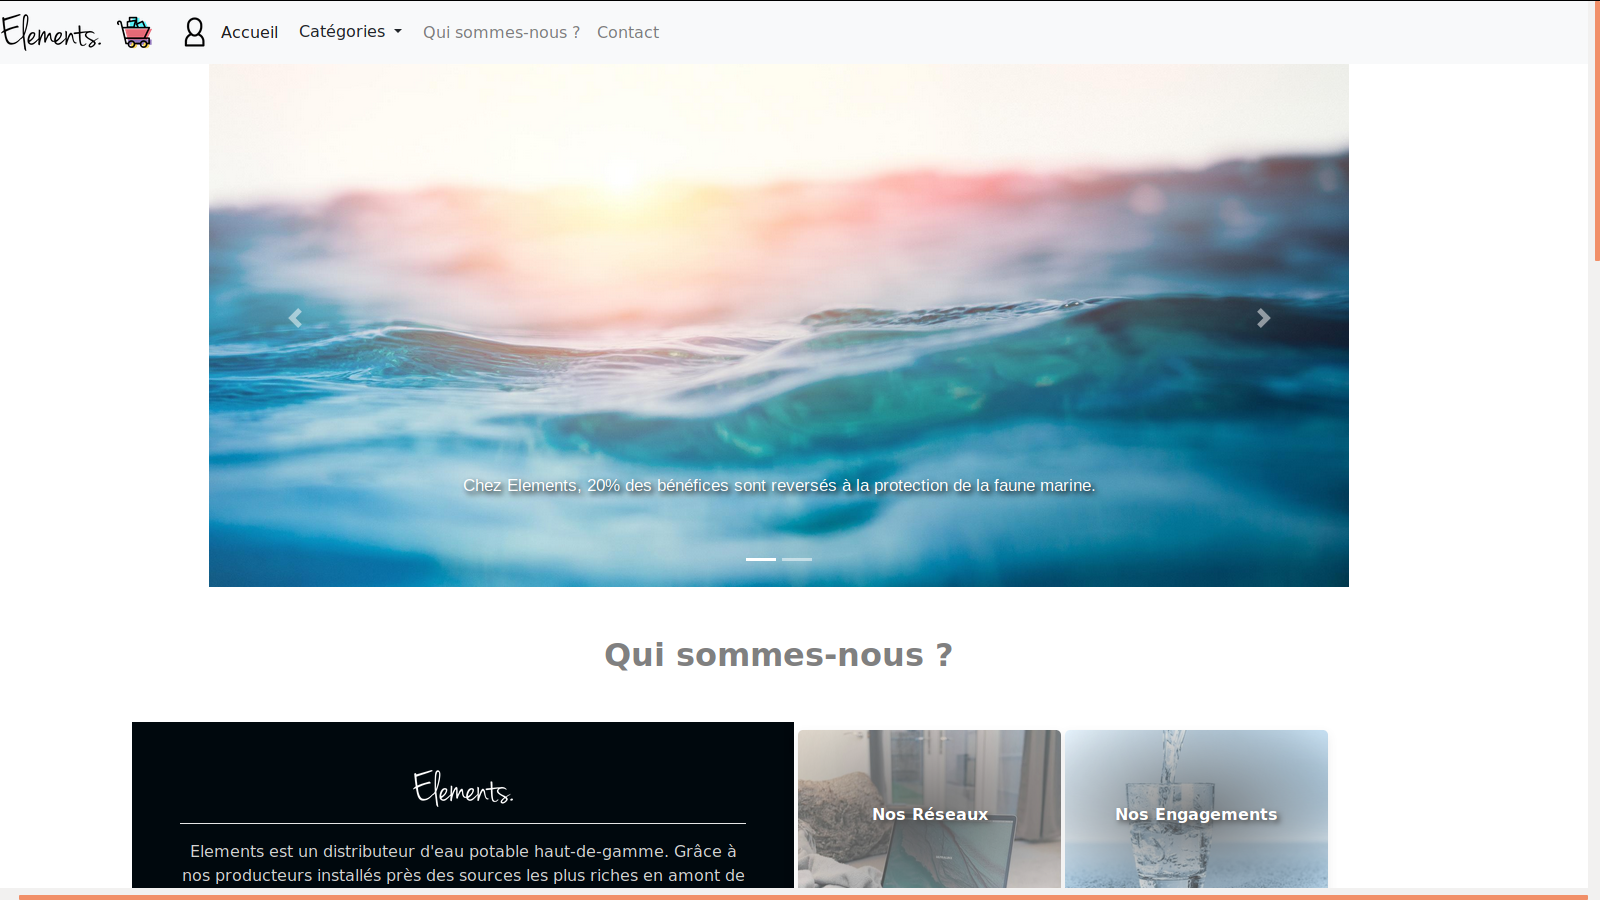 Elements.
Accueil
Catégories
Qui sommes-nous ?
Contact
Chez Elements, 20% des bénéfices sont reversés à la protection de la faune marine.
Qui sommes-nous ?
Elements.
Elements est un distributeur d'eau potable haut-de-gamme. Grâce à
nos producteurs installés près des sources les plus riches en amont de
Nos Réseaux
Nos Engagements